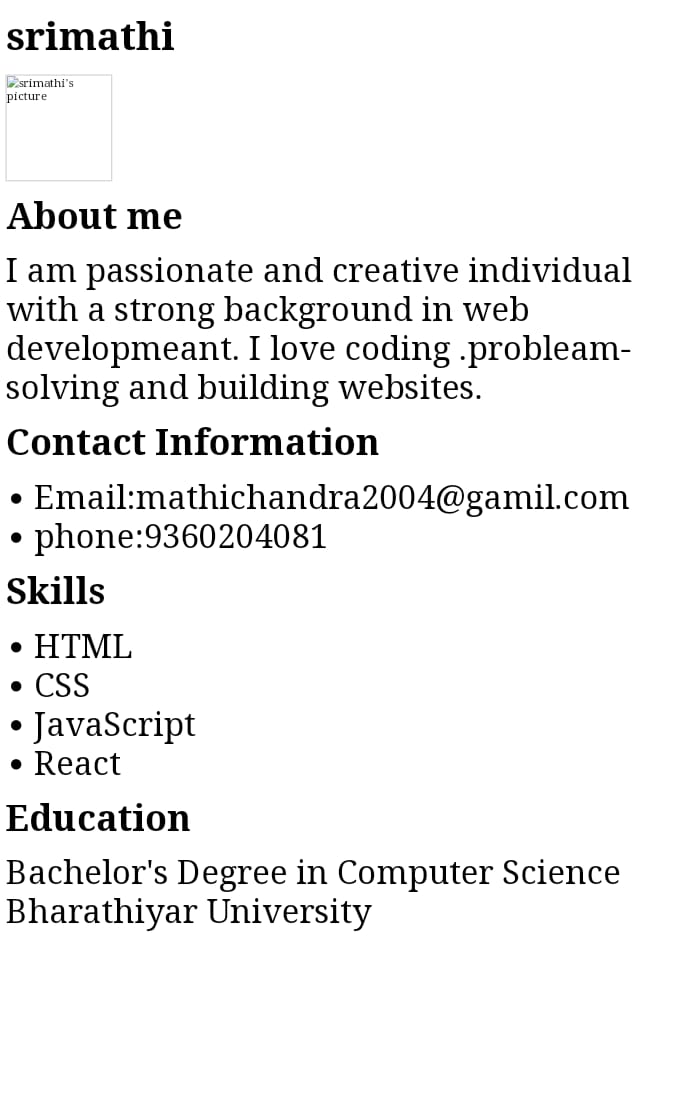 srimathi
srimathi's
picture
About me
I am passionate and creative individual
with a strong background in web
developmeant. I love coding .probleam-
solving and building websites.
Contact Information
• Email:mathichandra2004@gamil.com
• phone:9360204081
Skills
• HTML
• CSS
• JavaScript
• React
Education
Bachelor's Degree in Computer Science
Bharathiyar University